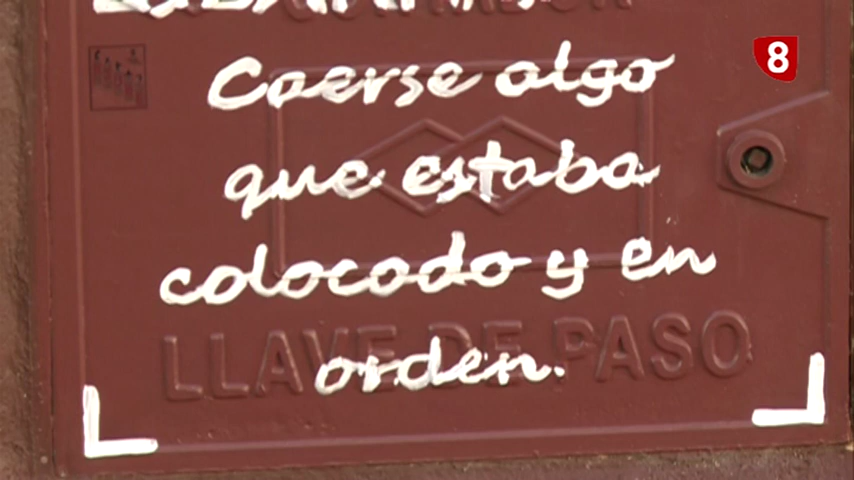 8
Caerse algo
que estaba
colocado y en
orden.
LLAVE DE PASO